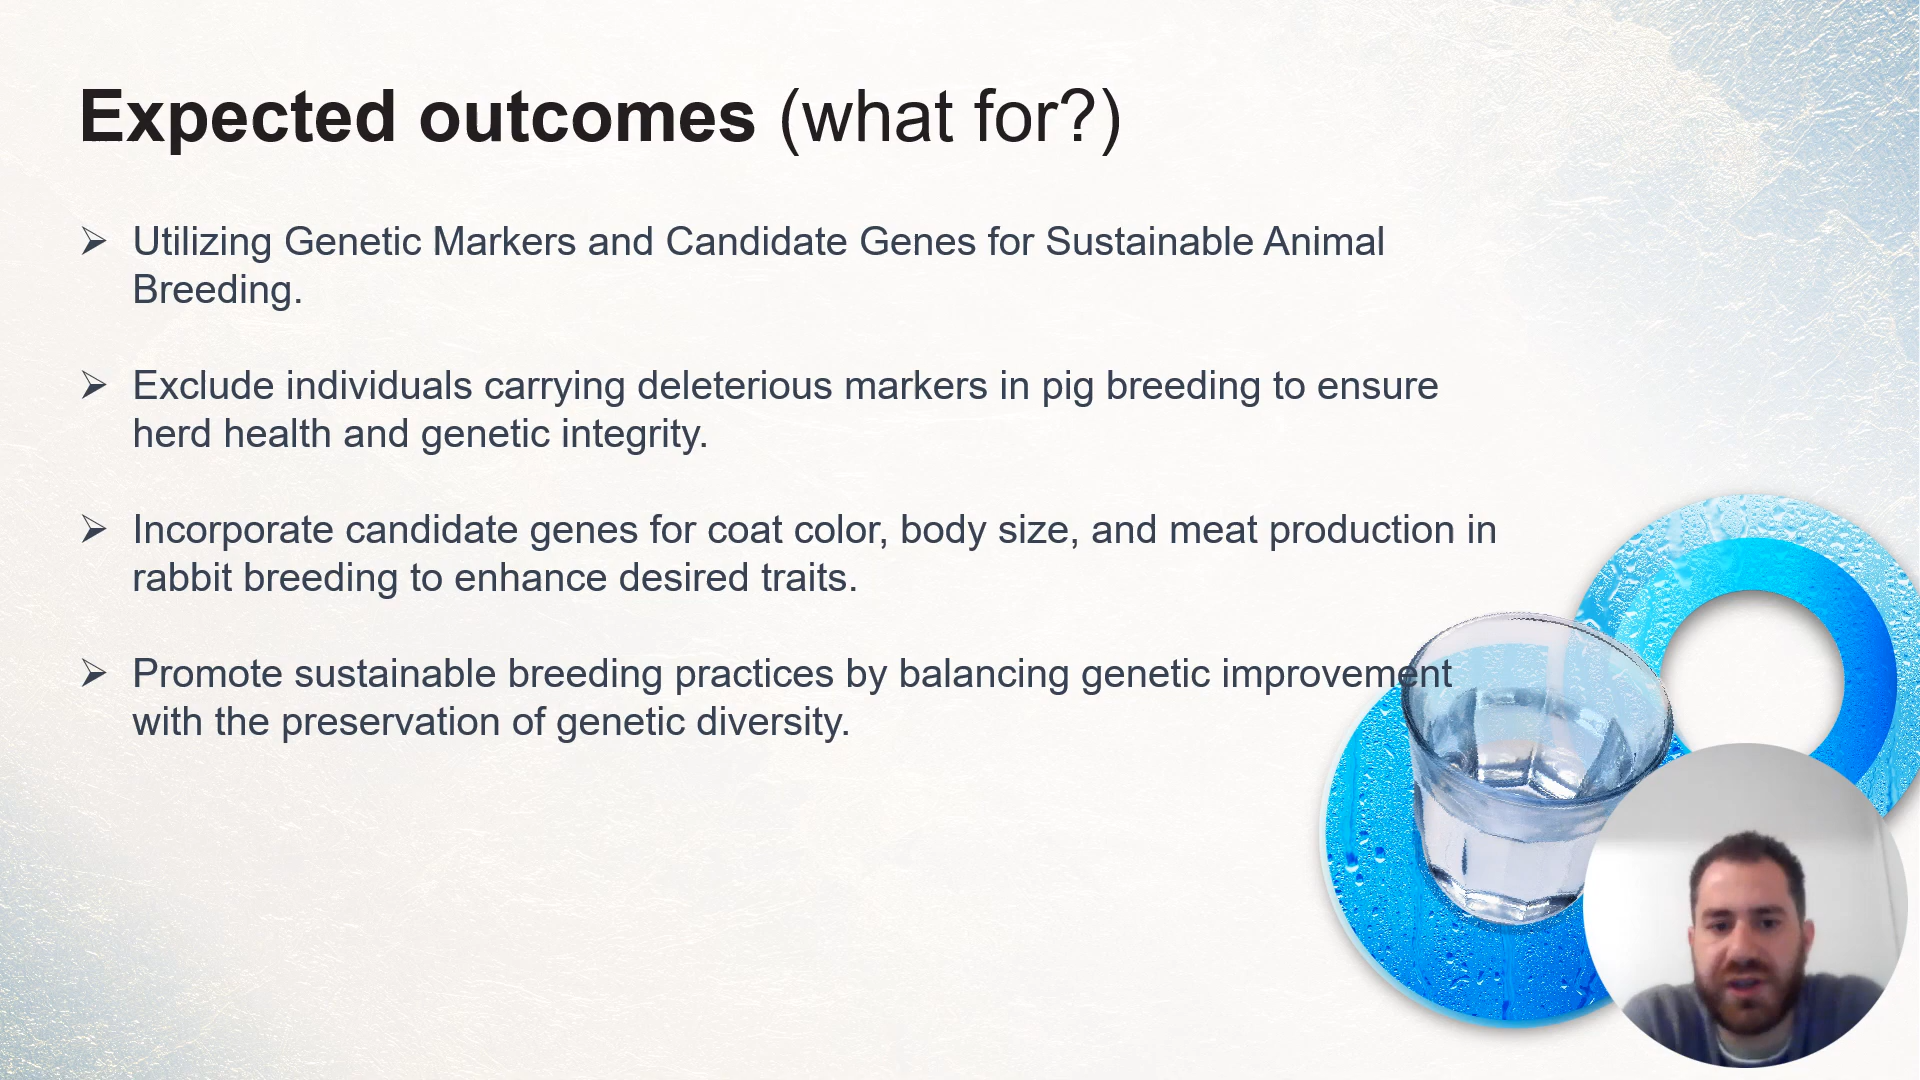 Expected outcomes (what for?)
➢ Utilizing Genetic Markers and Candidate Genes for Sustainable Animal
Breeding.
➢ Exclude individuals carrying deleterious markers in pig breeding to ensure
herd health and genetic integrity.
➢ Incorporate candidate genes for coat color, body size, and meat production in
rabbit breeding to enhance desired traits.
➢ Promote sustainable breeding practices by balancing genetic improvement
with the preservation of genetic diversity.